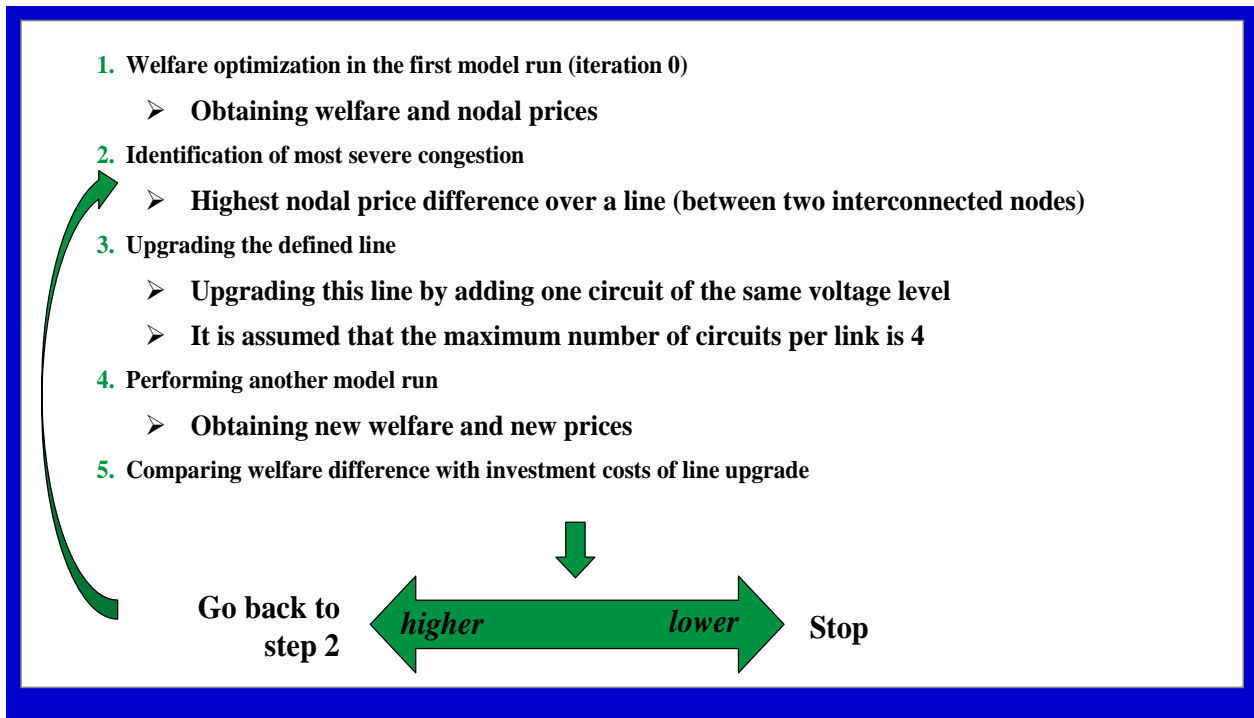 1. Welfare optimization in the first model run (iteration 0)
➢ Obtaining welfare and nodal prices
2. Identification of most severe congestion
➢ Highest nodal price difference over a line (between two interconnected nodes)
3. Upgrading the defined line
➢ Upgrading this line by adding one circuit of the same voltage level
➢ It is assumed that the maximum number of circuits per link is 4
4. Performing another model run
➢ Obtaining new welfare and new prices
5. Comparing welfare difference with investment costs of line upgrade
Go back to
step 2
higher
lower
Stop